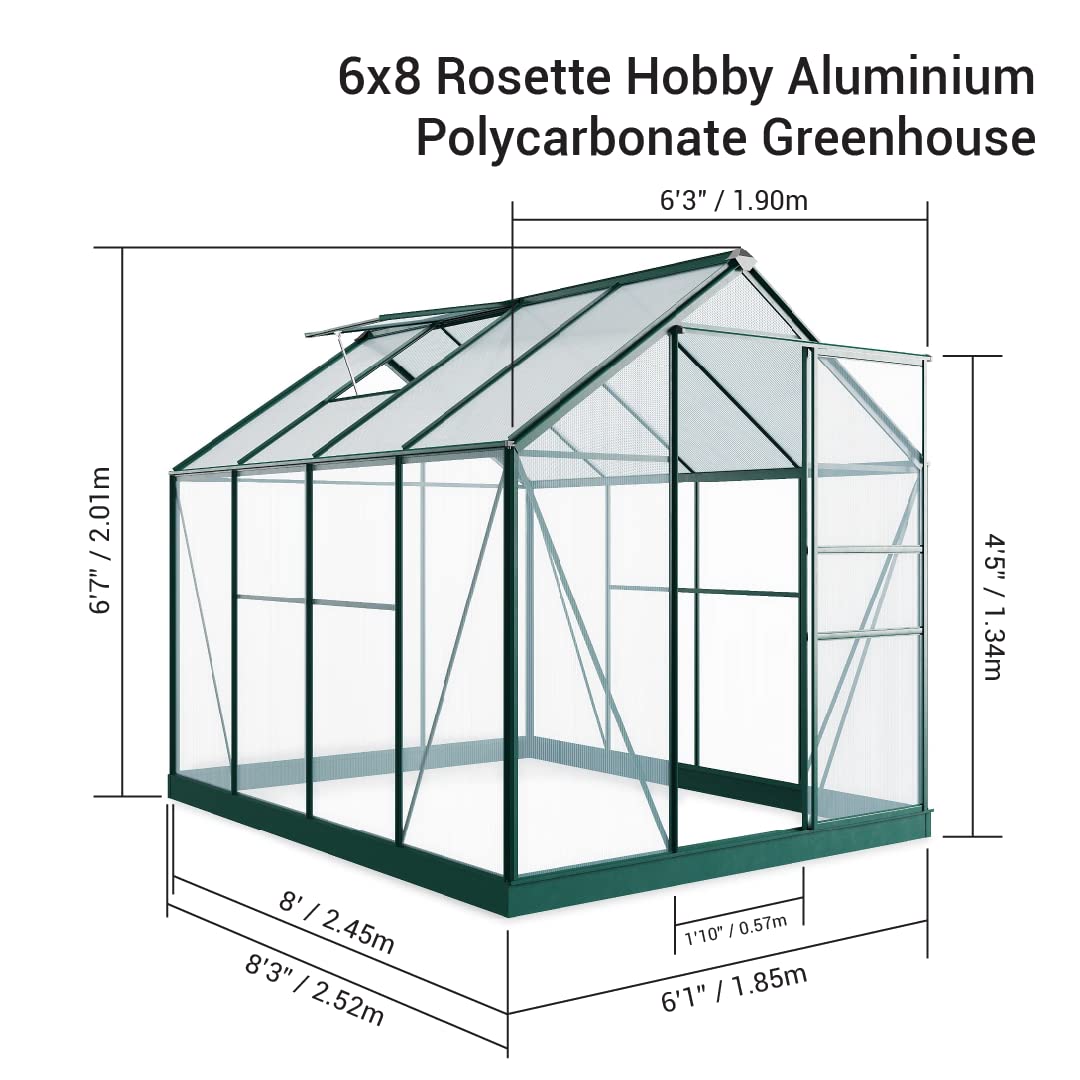 6x8 Rosette Hobby Aluminium
Polycarbonate Greenhouse
6'3" / 1.90m
6'7" / 2.01m
4'5" / 1.34m
8' / 2.45m
1'10" / 0.57m
8'3" / 2.52m
6'1" / 1.85m